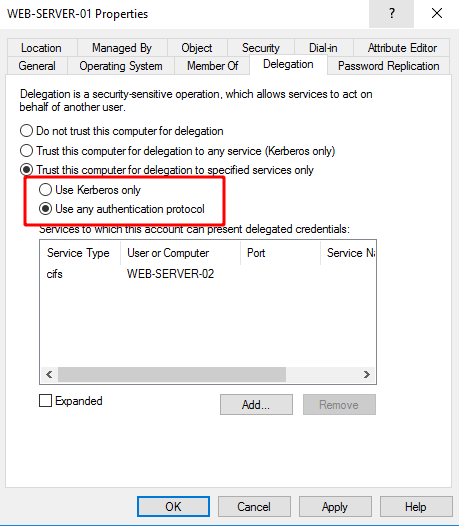 WEB-SERVER-01 Properties
?
Location Managed By Object Security Dial-in Attribute Editor
General Operating System Member Of Delegation Password Replication
Delegation is a security-sensitive operation, which allows services to act on
behalf of another user.
Do not trust this computer for delegation
Trust this computer for delegation to any service (Kerberos only)
Trust this computer for delegation to specified services only
Use Kerberos only
Use any authentication protocol
Services to which this account can present delegated credentials:
Service Type User or Computer Port Service Na
cifs WEB-SERVER-02
Expanded Add... Remove
OK Cancel Apply Help